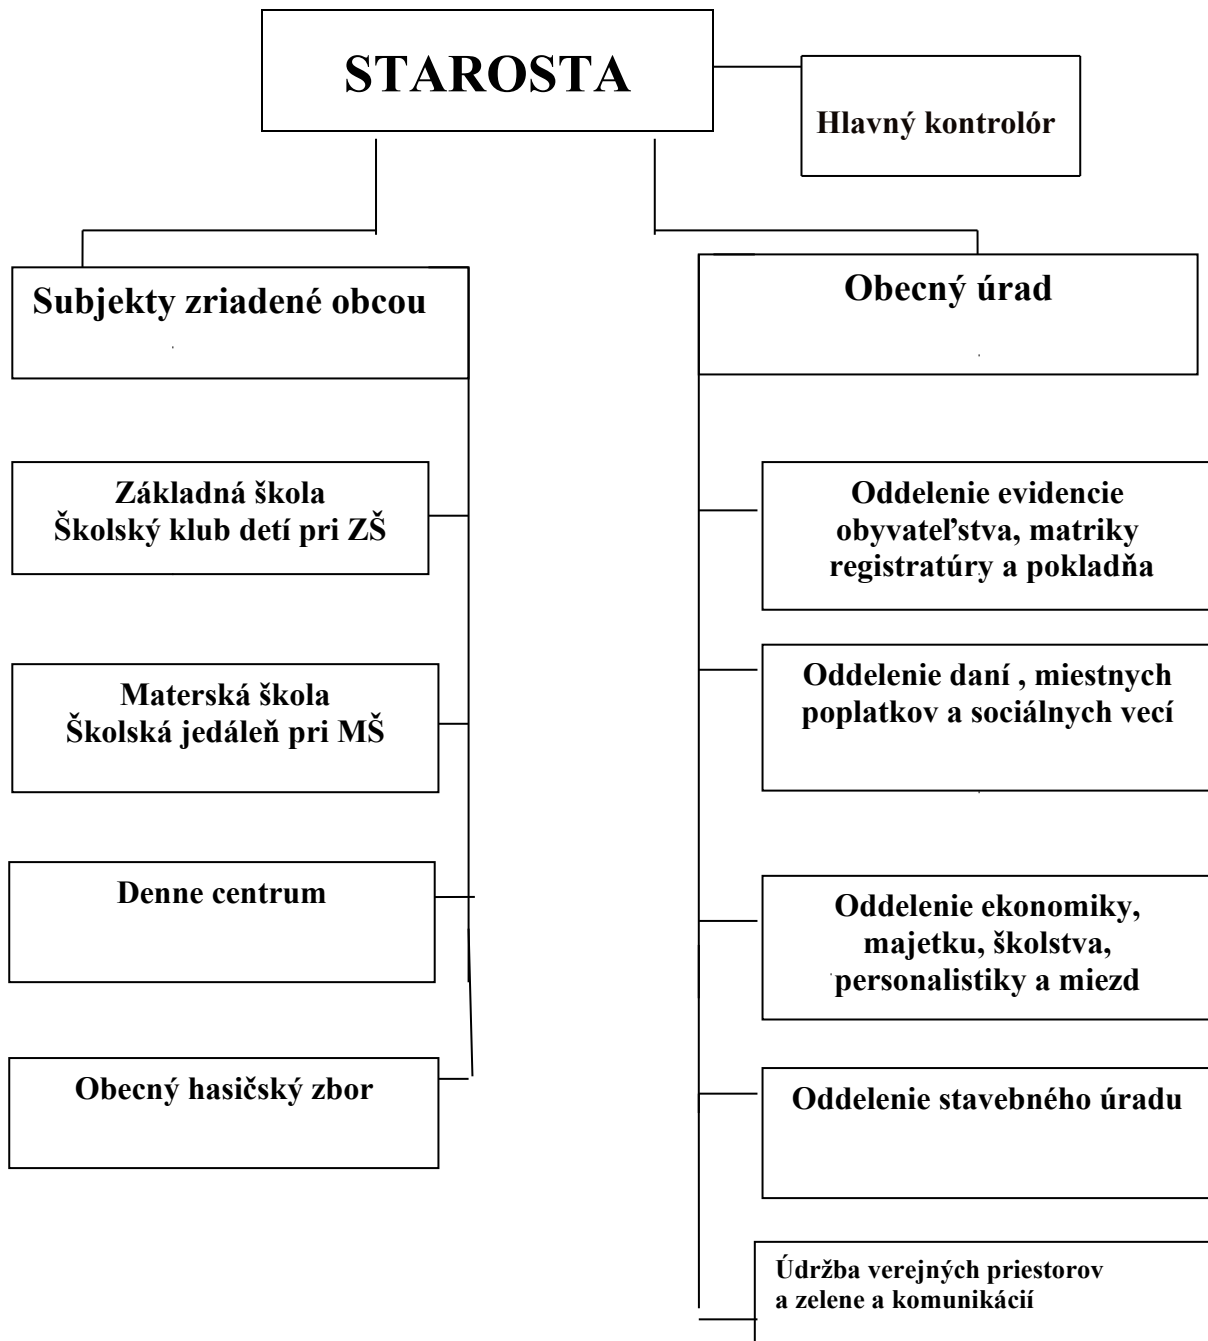 STAROSTA
Hlavný kontrolór
Subjekty zriadené obcou
Obecný úrad
Základná škola
Školský klub detí pri ZŠ
Oddelenie evidencie
obyvateľstva, matriky
registratúry a pokladňa
Materská škola
Školská jedáleň pri MŠ
Oddelenie daní , miestnych
poplatkov a sociálnych vecí
Denne centrum
Oddelenie ekonomiky,
majetku, školstva,
personalistiky a miezd
Obecný hasičský zbor
Oddelenie stavebného úradu
Údržba verejných priestorov
a zelene a komunikácií